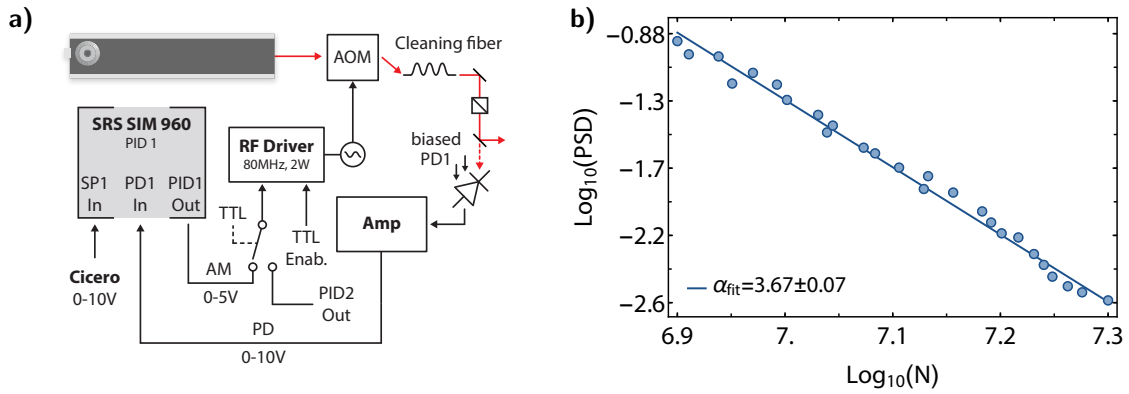 a)
AOM
Cleaning fiber
SRS SIM 960
PID 1
SP1 PD1 PID1
In In Out
RF Driver
80MHz, 2W
biased
PD1
Amp
TTL
TTL
Enab.
Cicero
0-10V
AM
0-5V
PID2
Out
PD
0-10V
b)
Log10(PSD)
−0.88
−1.3
−1.7
−2.2
−2.6
αfit=3.67±0.07
6.9 7. 7.1 7.2 7.3
Log10(N)